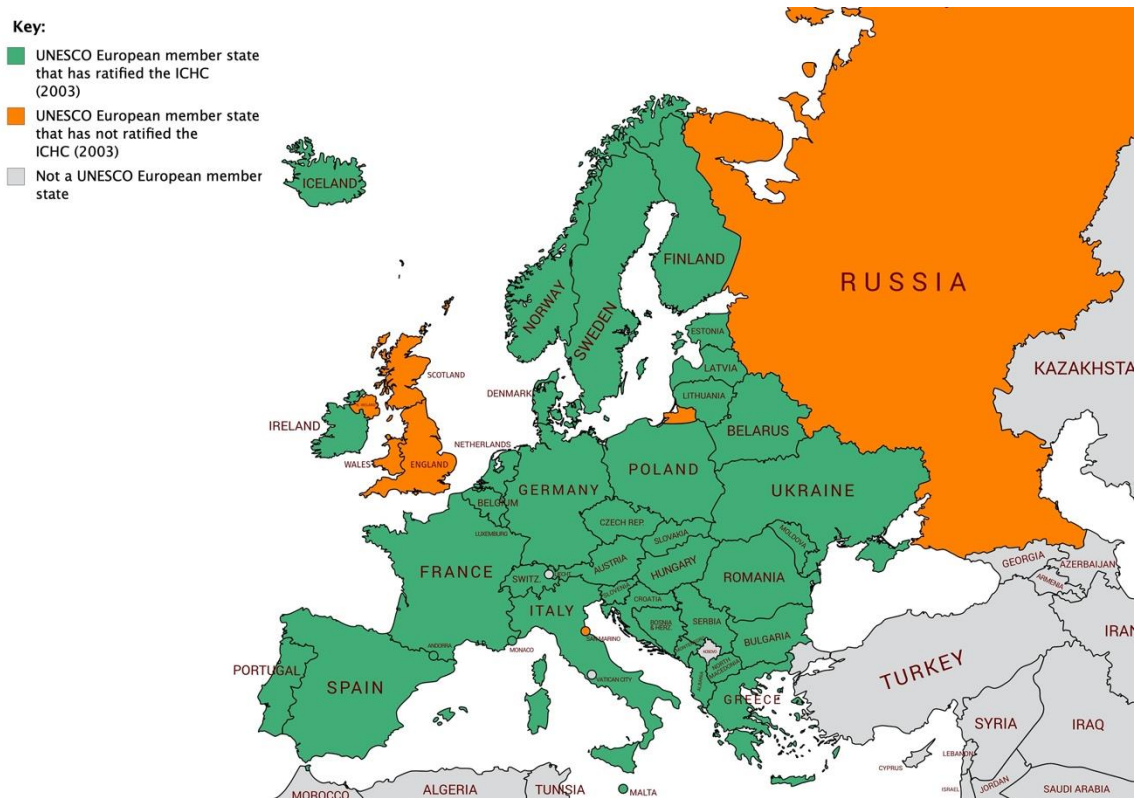 Key:
UNESCO European member state
that has ratified the ICHC
(2003)
UNESCO European member state
that has not ratified the
ICHC (2003)
Not a UNESCO European member
state
ICELAND
FINLAND
RUSSIA
NORWAY
SWEDEN
ESTONIA
SCOTLAND
LATVIA
KAZAKHSTA
DENMARK
LITHUANIA
IRELAND
BELARUS
NETHERLANDS
WALES
ENGLAND
POLAND
GERMANY
UKRAINE
BELGIUM
CZECH REP.
LUXEMBURG
SLOVAKIA
MOLDOVA
AUSTRIA
HUNGARY
FRANCE
SWITZ.
ROMANIA
GEORGIA
AZERBAIJAN
ARMENIA
SLOVENIA
CROATIA
ITALY
BOSNIA
& HERZ.
SERBIA
IRAN
SAN MARINO
ANDORRA
MONACO
BULGARIA
KOSOVO
PORTUGAL
SPAIN
VATICAN CITY
NORTH
MACEDONIA
TURKEY
GREECE
SYRIA
IRAQ
CYPRUS
LEBANON
ISRAEL
JORDAN
SAUDI ARABIA
MOROCCO
ALGERIA
TUNISIA
MALTA